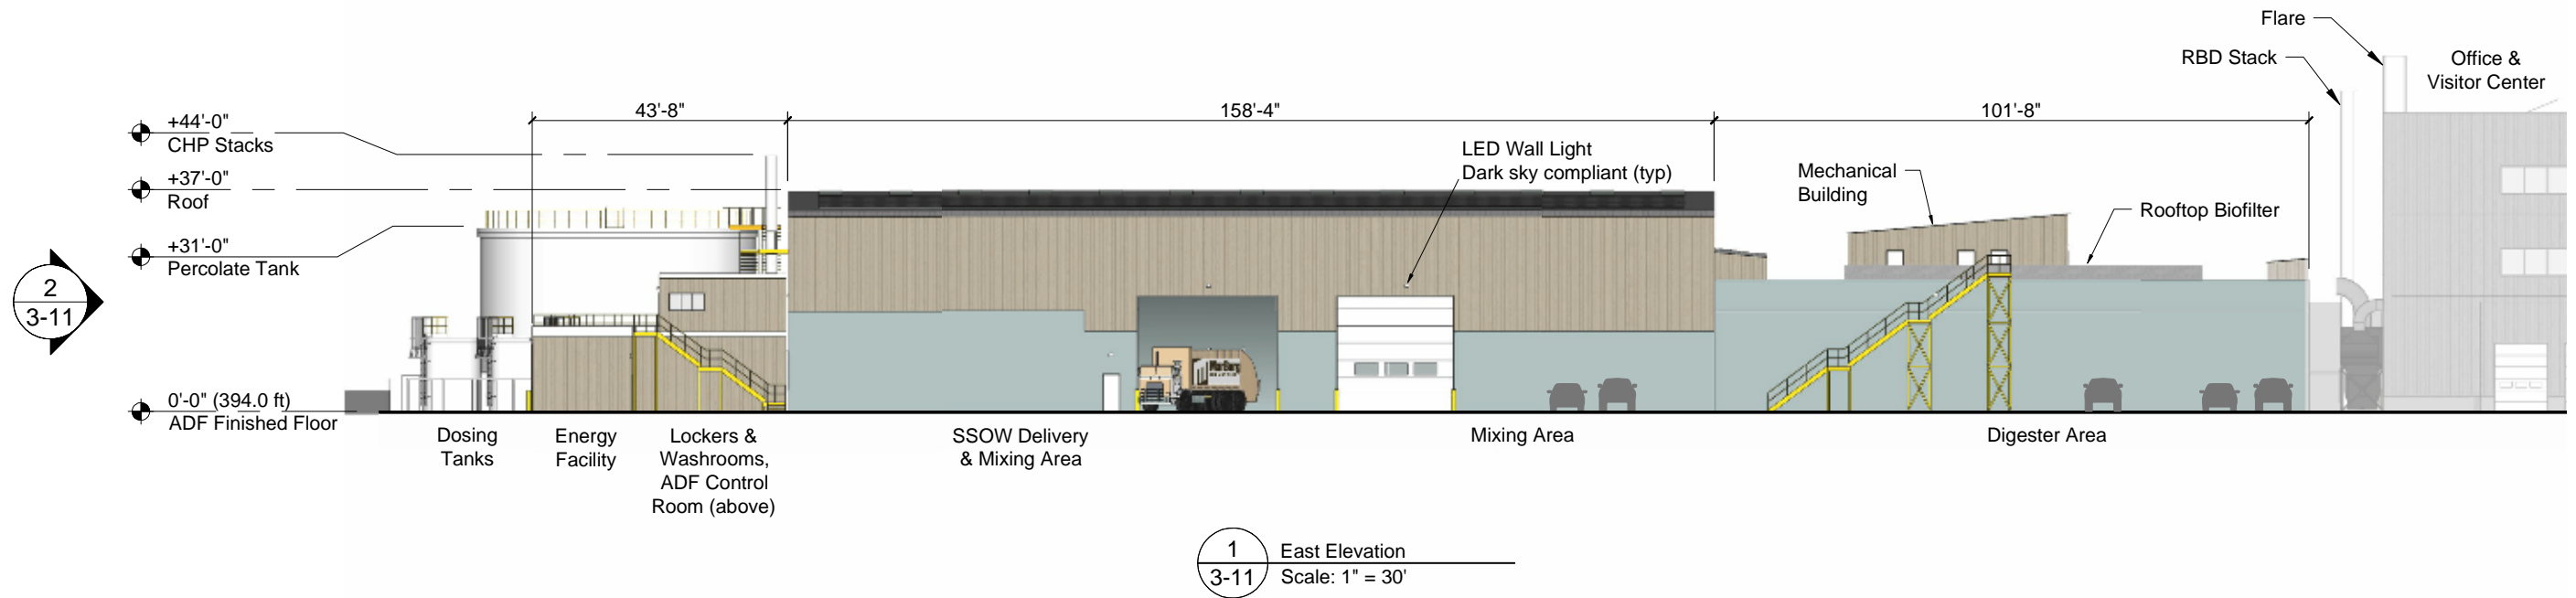 Flare
RBD Stack
Office &
Visitor Center
43'-8"
158'-4"
101'-8"
+44'-0"
CHP Stacks
+37'-0"
Roof
+31'-0"
Percolate Tank
LED Wall Light
Dark sky compliant (typ)
Mechanical
Building
Rooftop Biofilter
2
3-11
MarBorg
0'-0" (394.0 ft)
ADF Finished Floor
Dosing
Tanks
Energy
Facility
Lockers &
Washrooms,
ADF Control
Room (above)
SSOW Delivery
& Mixing Area
Mixing Area
Digester Area
1
3-11
East Elevation
Scale: 1" = 30'